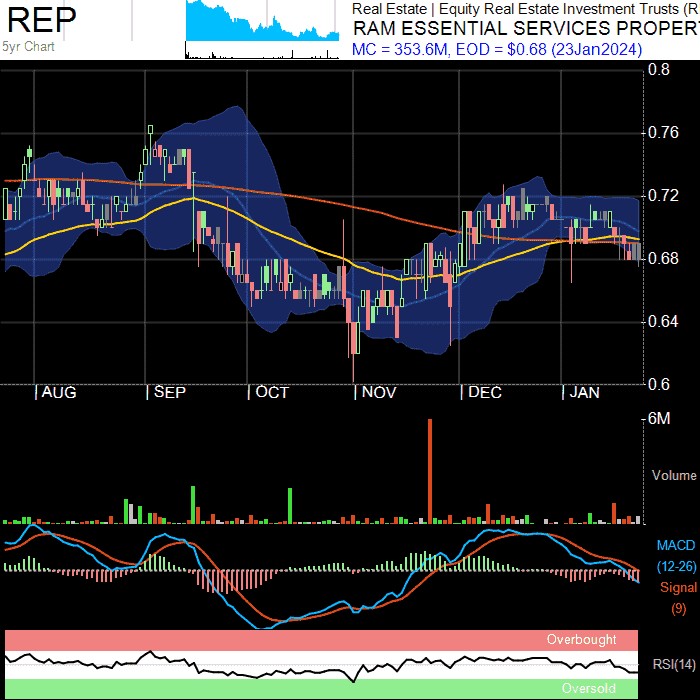 REP
5yr Chart
Real Estate | Equity Real Estate Investment Trusts (R
RAM ESSENTIAL SERVICES PROPER
MC = 353.6M, EOD = $0.68 (23Jan2024)
0.8
0.76
0.72
0.68
0.64
0.6
AUG SEP OCT NOV DEC JAN
6M
Volume
MACD
(12-26)
Signal
(9)
Overbought
RSI(14)
Oversold